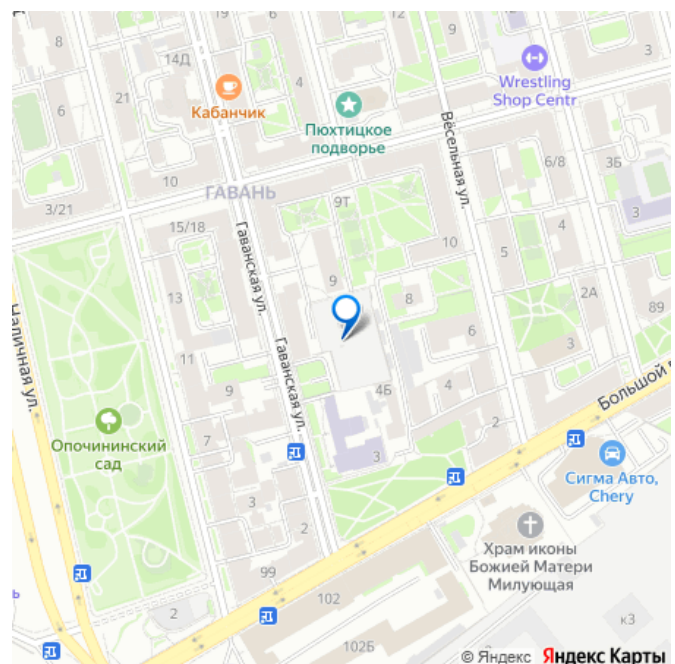 8
14Д
4
12
9
Wrestling
Shop Centr
3
6
21
Кабанчик
Пюхтицкое
подворье
Вёсельная ул.
6/8
3Б
3/21
10
ГАВАНЬ
9Т
15/18
Гаванская ул.
10
5
4
3
13
9
8
2А
89
Наличная ул.
11
Гаванская ул.
6
3
9
4Б
4
Большой
Опочининский
сад
7
3
2
Сигма Авто,
Chery
3
2
Храм иконы
Божией Матери
Милующая
99
2
102
к3
102Б
© Яндекс Яндекс Карты